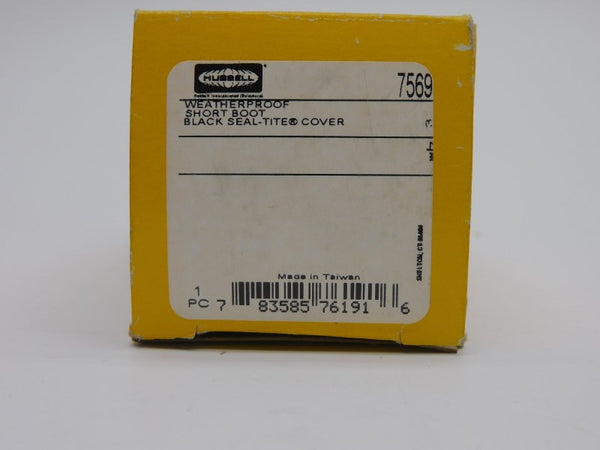 HUBBELL
7569
WEATHERPROOF
SHORT BOOT
BLACK SEAL-TITE® COVER
Made in Taiwan
1
PC 7 83585 76191 6